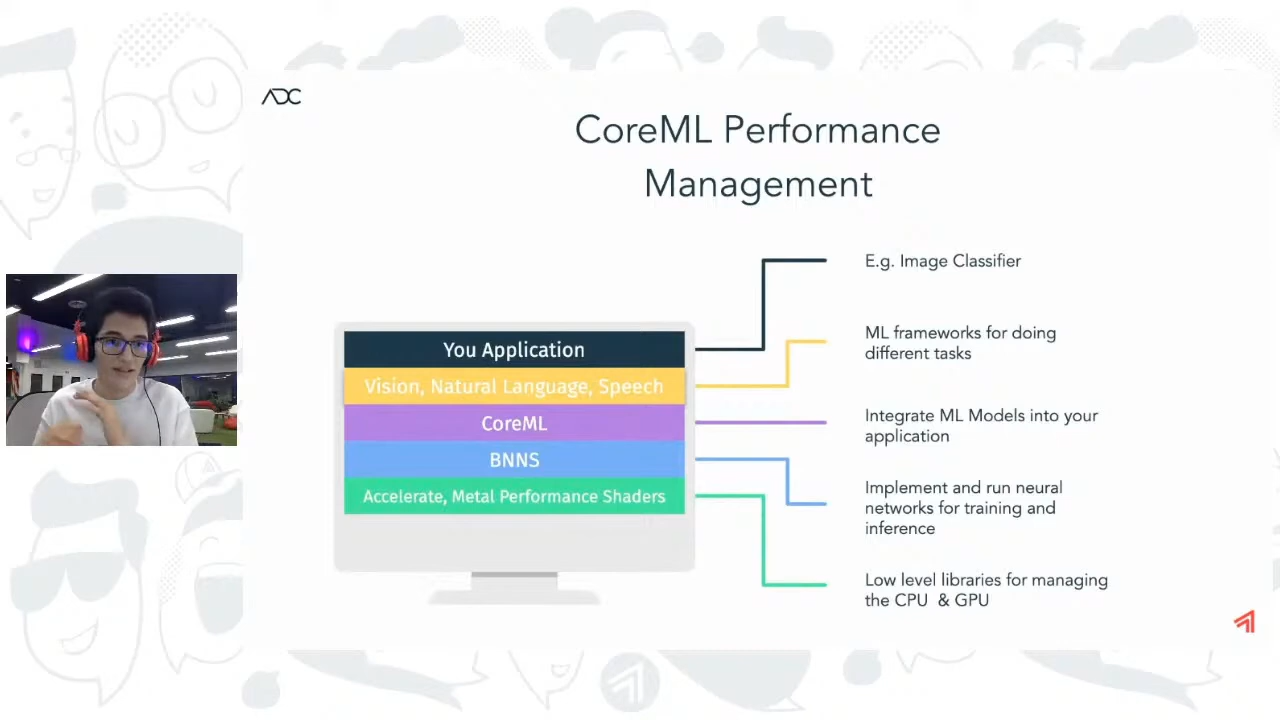 ADC
CoreML Performance
Management
E.g. Image Classifier
ML frameworks for doing
different tasks
You Application
Vision, Natural Language, Speech
CoreML
BNNS
Accelerate, Metal Performance Shaders
Integrate ML Models into your
application
Implement and run neural
networks for training and
inference
Low level libraries for managing
the CPU & GPU